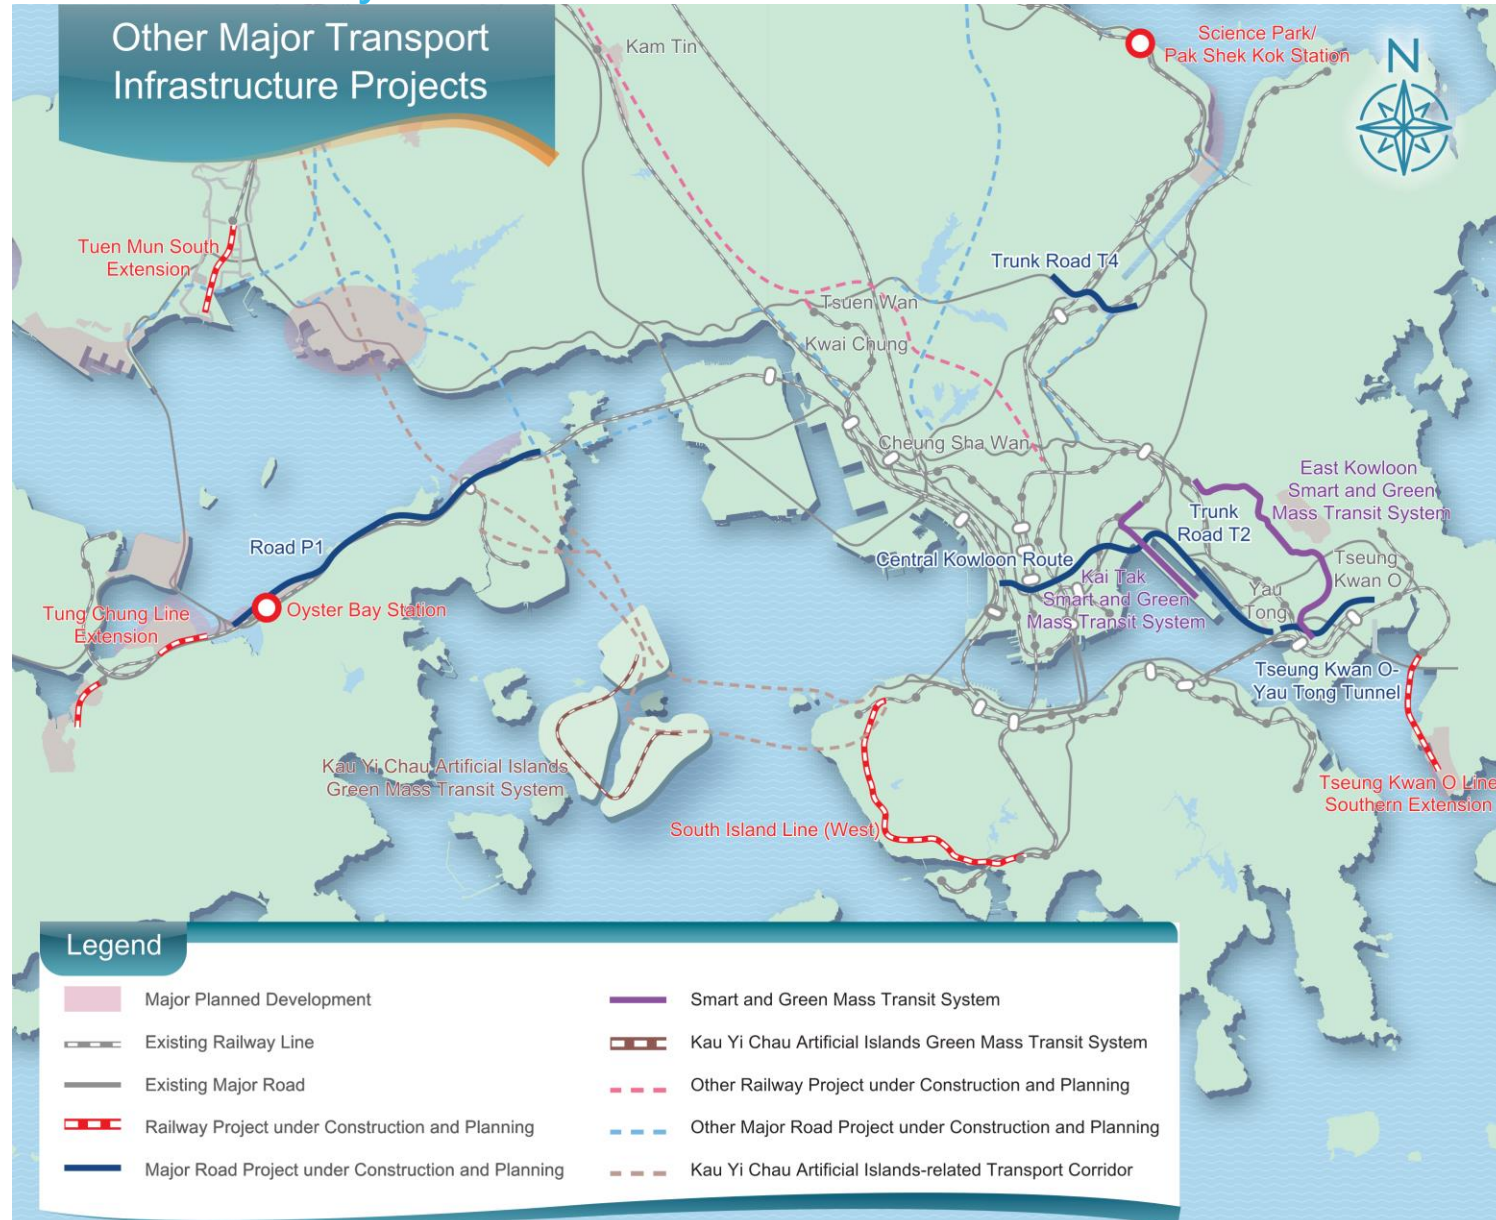 Other Major Transport
Infrastructure Projects
Kam Tin
Science Park/
Pak Shek Kok Station
N
Tuen Mun South
Extension
Trunk Road T4
Tsuen Wan
Kwai Chung
Cheung Sha Wan
East Kowloon
Smart and Green
Mass Transit System
Trunk
Road T2
Road P1
Central Kowloon Route
Tseung
Kwan O
Kai Tak
Smart and Green
Mass Transit System
Yau
Tong
Tung Chung Line
Extension
Oyster Bay Station
Tseung Kwan O-
Yau Tong Tunnel
Kau Yi Chau Artificial Islands
Green Mass Transit System
Tseung Kwan O Line
Southern Extension
South Island Line (West)
Legend
Major Planned Development
Existing Railway Line
Existing Major Road
Railway Project under Construction and Planning
Major Road Project under Construction and Planning
Smart and Green Mass Transit System
Kau Yi Chau Artificial Islands Green Mass Transit System
Other Railway Project under Construction and Planning
Other Major Road Project under Construction and Planning
Kau Yi Chau Artificial Islands-related Transport Corridor